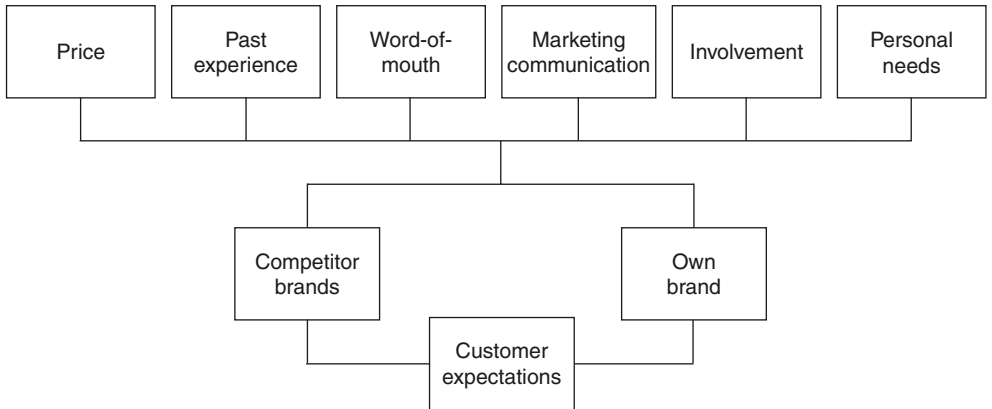 Price
Past
experience
Word-of-
mouth
Marketing
communication
Involvement
Personal
needs
Competitor
brands
Own
brand
Customer
expectations